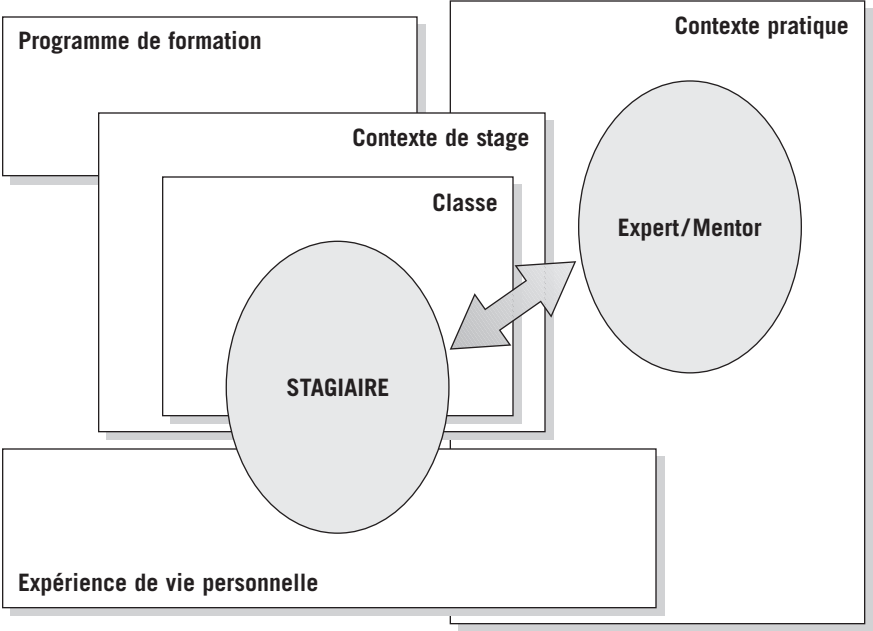 Programme de formation
Contexte pratique
Contexte de stage
Classe
Expert/Mentor
STAGIAIRE
Expérience de vie personnelle